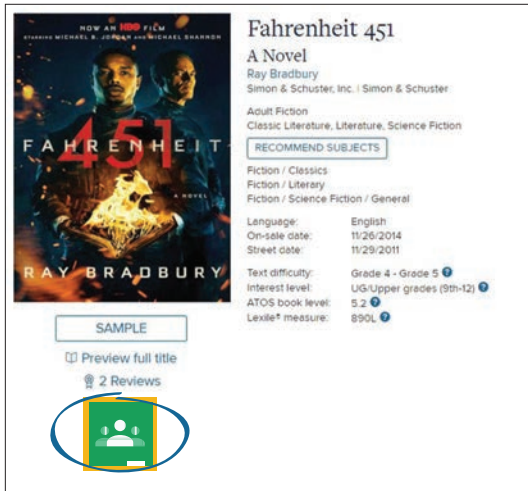 NOW AN HBO FILM
STARRING MICHAEL B. JORDAN AND MICHAEL SHANNON
FAHRENHEIT
451
A NOVEL
RAY BRADBURY
SAMPLE
Preview full title
2 Reviews
Fahrenheit 451
A Novel
Ray Bradbury
Simon & Schuster, Inc. | Simon & Schuster
Adult Fiction
Classic Literature, Literature, Science Fiction
RECOMMEND SUBJECTS
Fiction / Classics
Fiction / Literary
Fiction / Science Fiction / General
Language: English
On-sale date: 11/26/2014
Street date: 11/29/2011
Text difficulty: Grade 4 - Grade 5 ?
Interest level: UG/Upper grades (9th-12) ?
ATOS book level: 5.2 ?
Lexile® measure: 890L ?